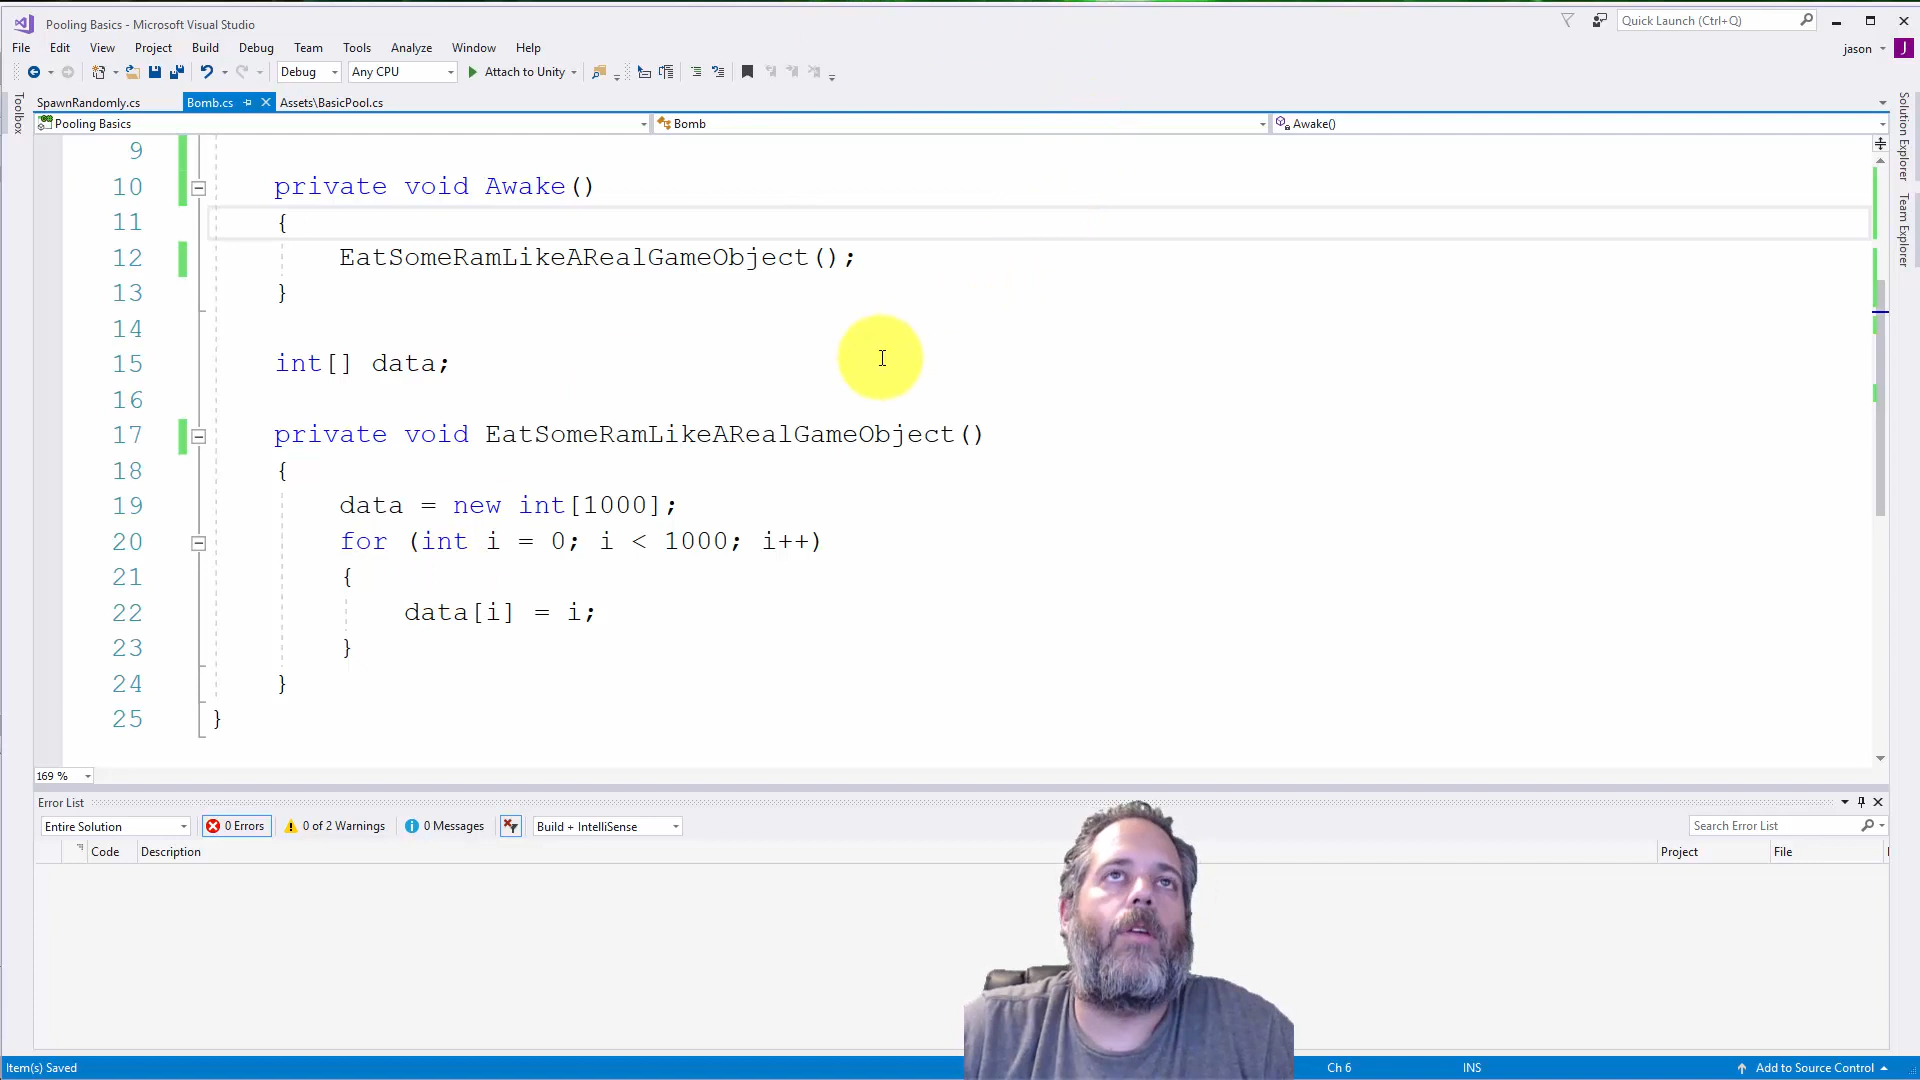 Pooling Basics - Microsoft Visual Studio
Quick Launch (Ctrl+Q)
File Edit View Project Build Debug Team Tools Analyze Window Help
jason J
Debug Any CPU Attach to Unity
SpawnRandomly.cs Bomb.cs Assets\BasicPool.cs
Toolbox
Pooling Basics Bomb Awake()
Solution Explorer
Team Explorer
9
10 private void Awake()
11 {
12 EatSomeRamLikeARealGameObject();
13 }
14
15 int[] data;
16
17 private void EatSomeRamLikeARealGameObject()
18 {
19 data = new int[1000];
20 for (int i = 0; i < 1000; i++)
21 {
22 data[i] = i;
23 }
24 }
25 }
169 %
Error List
Entire Solution 0 Errors 0 of 2 Warnings 0 Messages Build + IntelliSense Search Error List
Code Description Project File
Item(s) Saved Ch 6 INS Add to Source Control